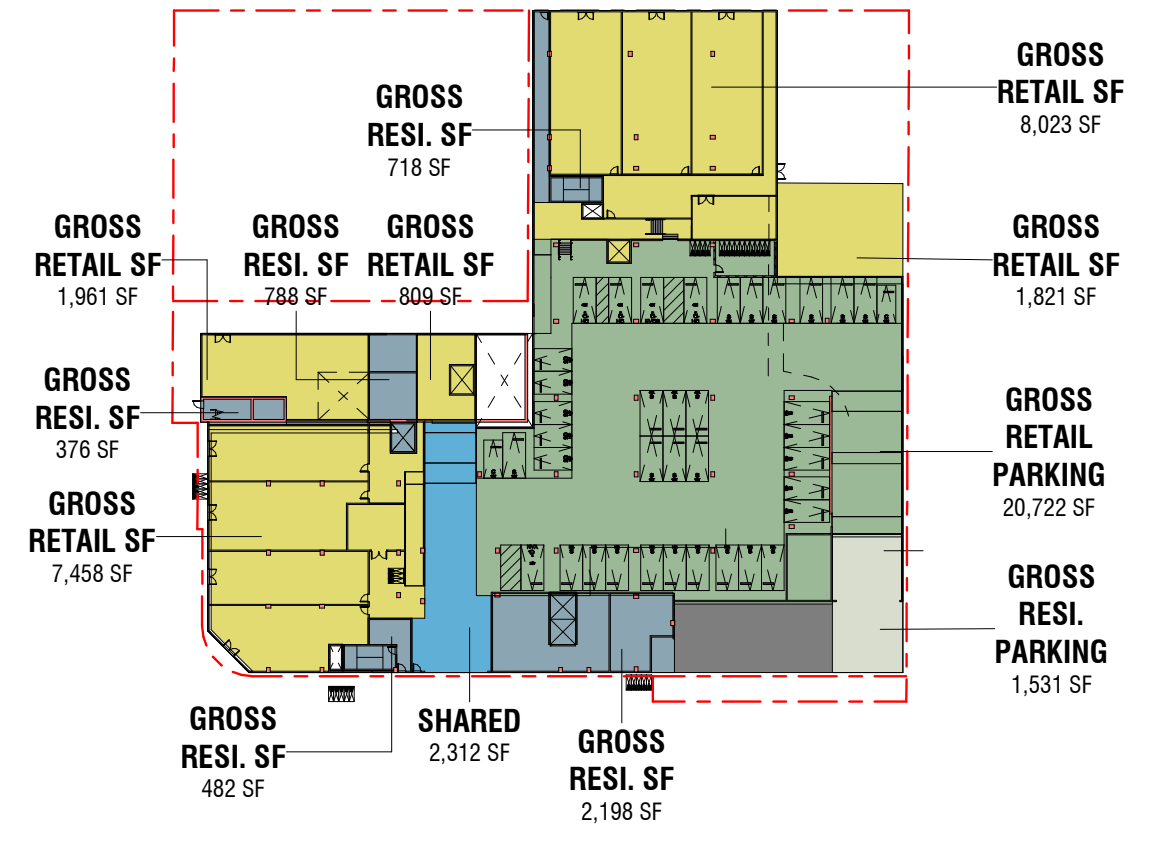 GROSS
RETAIL SF
8,023 SF
GROSS
RESI. SF
718 SF
GROSS
RETAIL SF
1,961 SF
GROSS
RESI. SF
788 SF
GROSS
RETAIL SF
809 SF
GROSS
RETAIL SF
1,821 SF
GROSS
RESI. SF
376 SF
GROSS
RETAIL
PARKING
20,722 SF
GROSS
RETAIL SF
7,458 SF
GROSS
RESI.
PARKING
1,531 SF
GROSS
RESI. SF
482 SF
SHARED
2,312 SF
GROSS
RESI. SF
2,198 SF